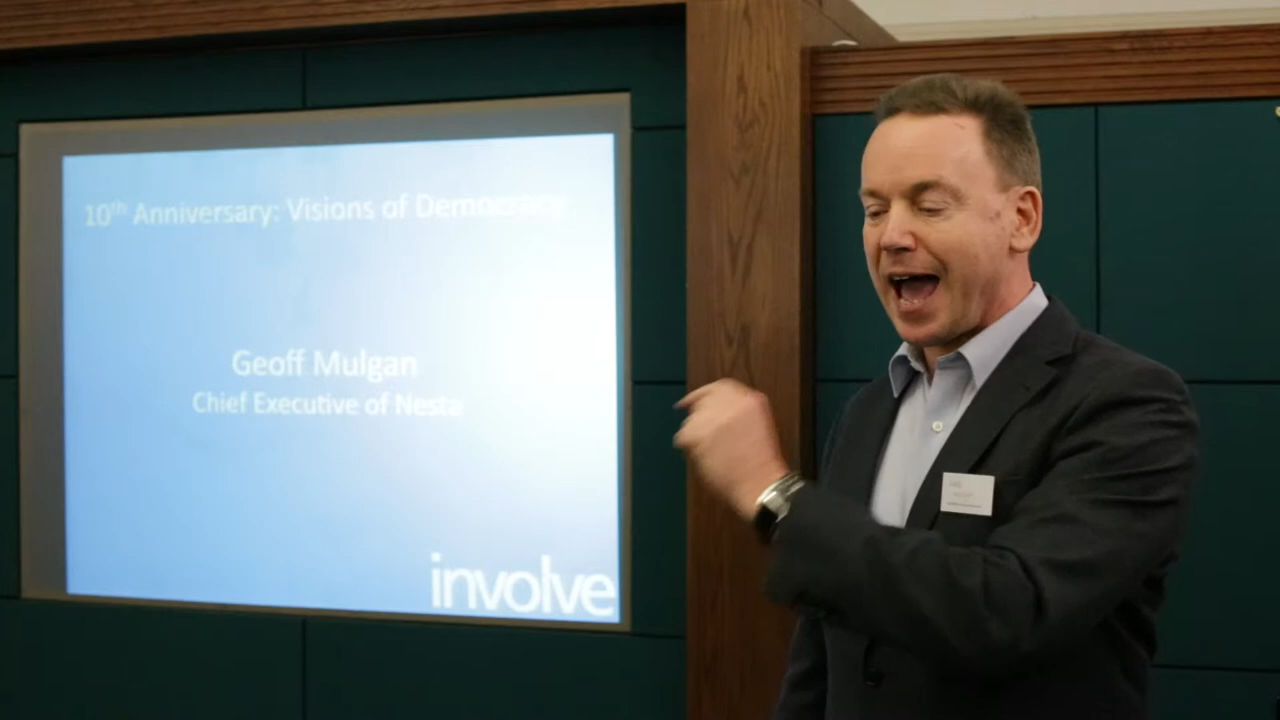 10th Anniversary: Visions of Democracy
Geoff Mulgan
Chief Executive of Nesta
involve